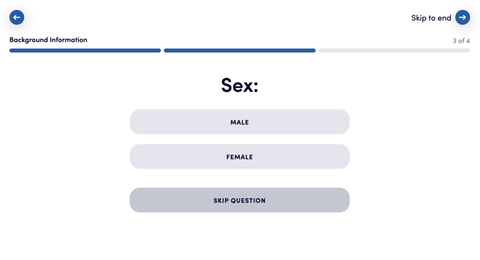 Skip to end
Background Information
3 of 4
Sex:
MALE
FEMALE
SKIP QUESTION